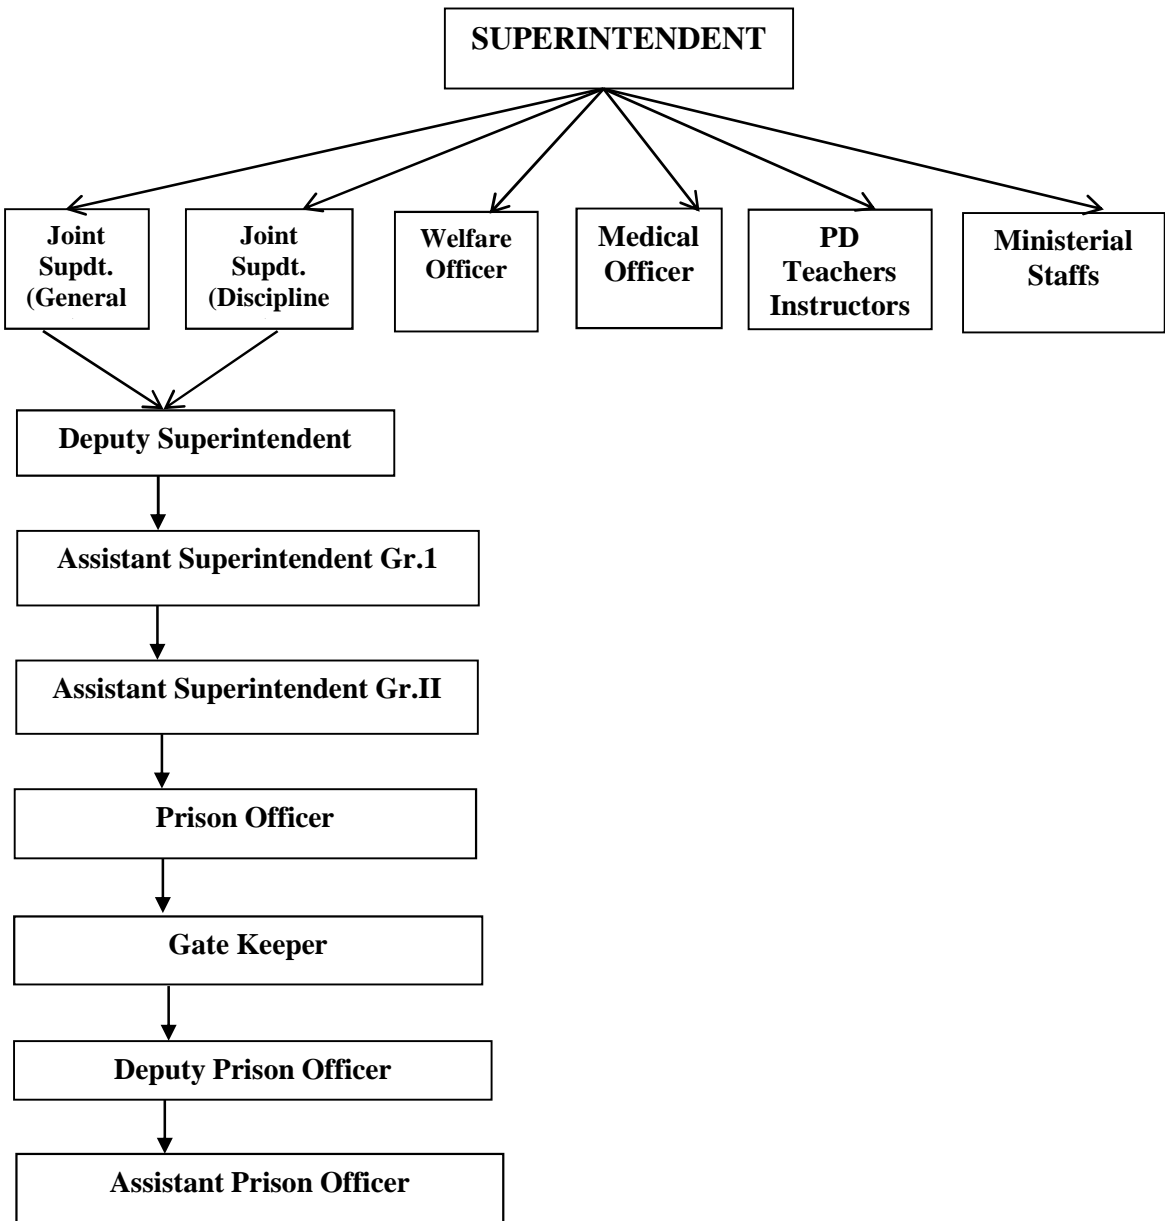 SUPERINTENDENT
Joint
Supdt.
(General
Joint
Supdt.
(Discipline
Welfare
Officer
Medical
Officer
PD
Teachers
Instructors
Ministerial
Staffs
Deputy Superintendent
Assistant Superintendent Gr.1
Assistant Superintendent Gr.II
Prison Officer
Gate Keeper
Deputy Prison Officer
Assistant Prison Officer